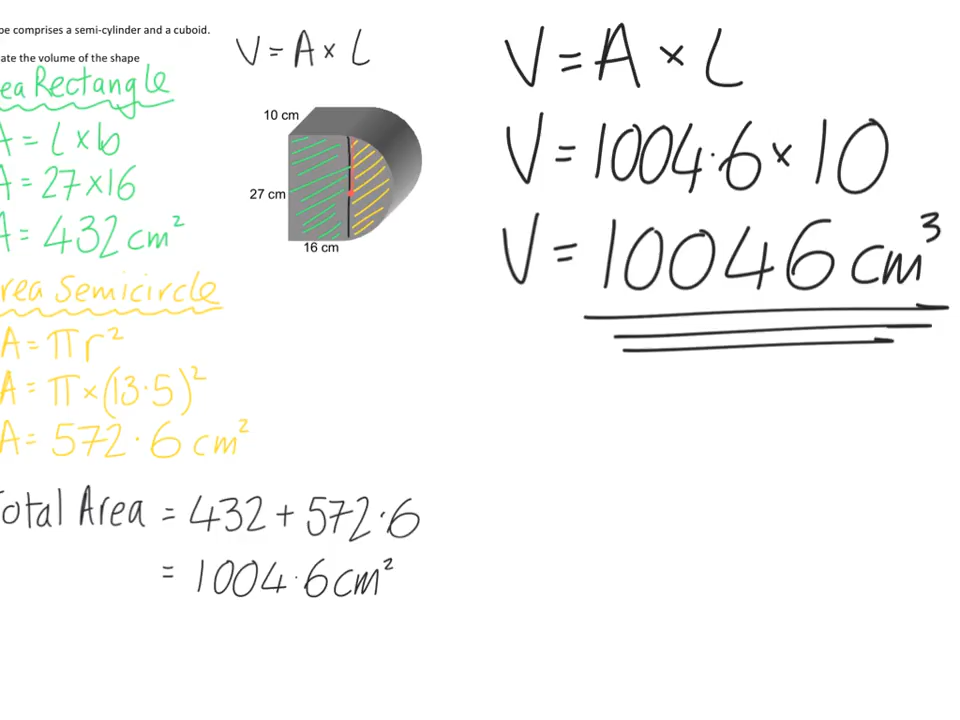 be comprises a semi-cylinder and a cuboid.
ate the volume of the shape
V = A × L
ea Rectangle
A = L × b
A = 27 × 16
A = 432 cm²
rea Semicircle
A = πr²
A = π × (13.5)²
A = 572.6 cm²
Total Area = 432 + 572.6
= 1004.6 cm²
10 cm
27 cm
16 cm
V = A × L
V = 1004.6 × 10
V = 10046 cm³